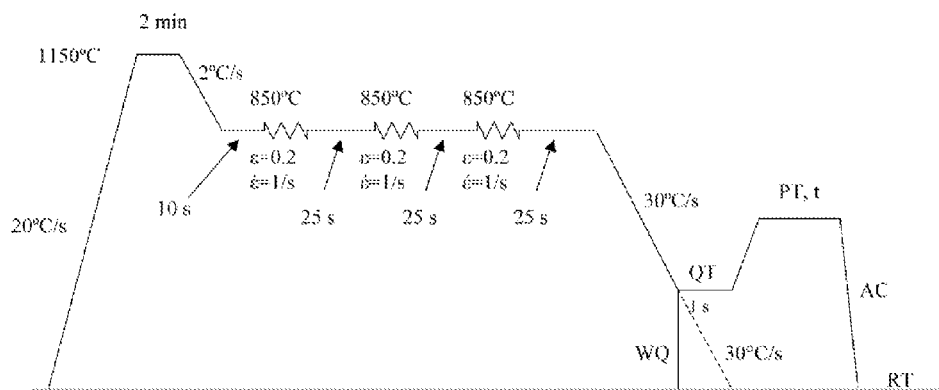 2 min
1150ºC
2ºC/s
850ºC 850ºC 850ºC
ε=0.2 ε=0.2 ε=0.2
έ=1/s έ=1/s έ=1/s
10 s
25 s 25 s 25 s
20ºC/s
30ºC/s
PT, t
QT
1 s
AC
WQ
30°C/s
RT